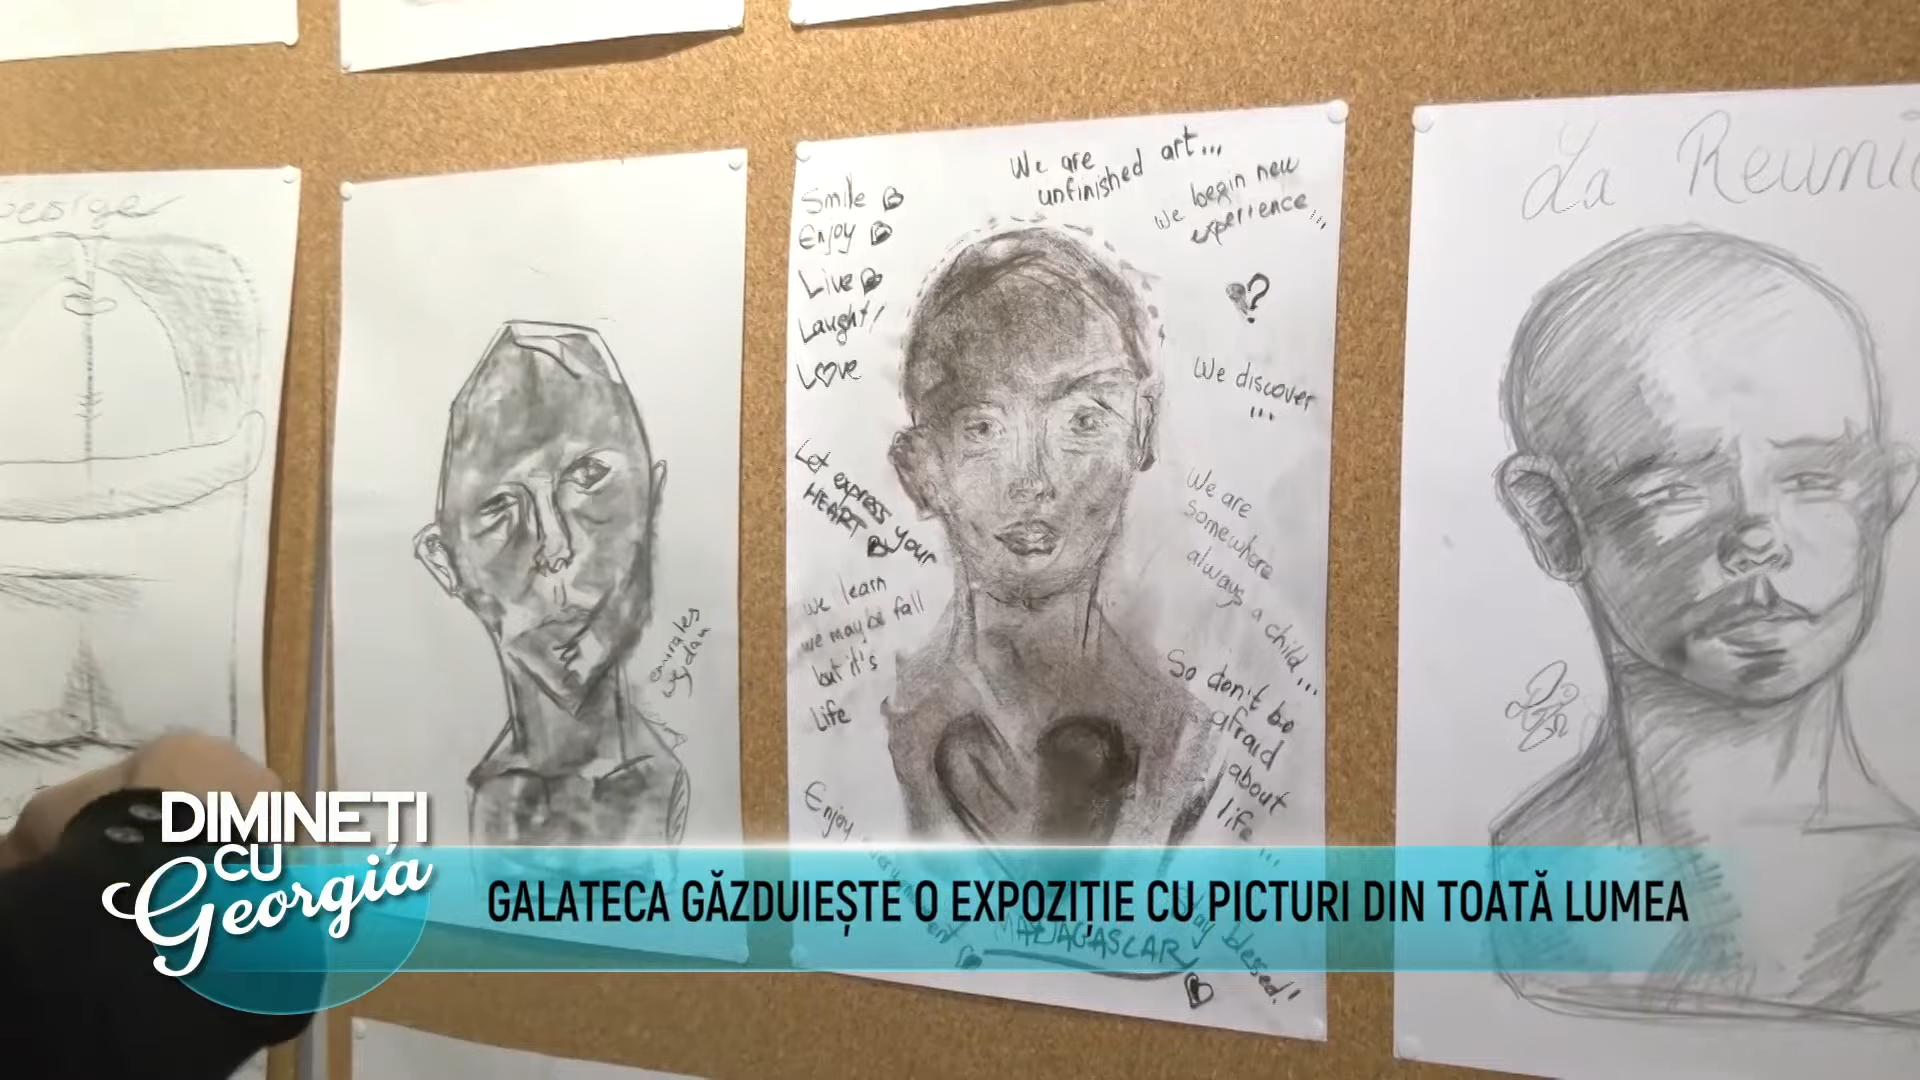 We are art...
unfinished
we begin new
experience...
Smile
Enjoy
Live
Laught!
Love
?
We discover
...
Let express your
HEART
we learn
we may be fall
but it's
life
We are
somewhere
always a child...
So don't be
afraid
about
life...
Enjoy
MADAGASCAR
stay blessed!
La Reunio
DIMINEȚI
CU
Georgia
GALATECA GĂZDUIEȘTE O EXPOZIȚIE CU PICTURI DIN TOATĂ LUMEA